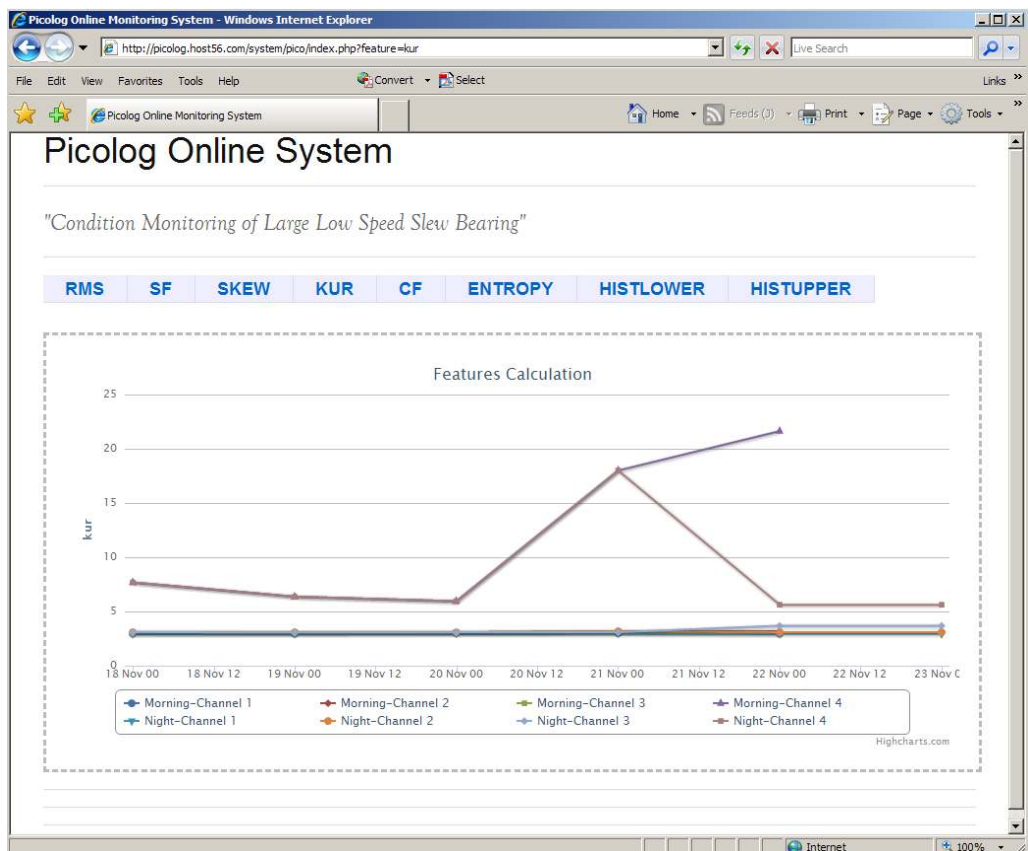 Picolog Online Monitoring System - Windows Internet Explorer
http://picolog.host56.com/system/pico/index.php?feature=kur
Live Search
File Edit View Favorites Tools Help Convert Select Links »
Picolog Online Monitoring System Home Feeds (J) Print Page Tools »
Picolog Online System
"Condition Monitoring of Large Low Speed Slew Bearing"
RMS SF SKEW KUR CF ENTROPY HISTLOWER HISTUPPER
Features Calculation
25
20
15
10
5
0
kur
18 Nov 00 18 Nov 12 19 Nov 00 19 Nov 12 20 Nov 00 20 Nov 12 21 Nov 00 21 Nov 12 22 Nov 00 22 Nov 12 23 Nov 0
Morning-Channel 1 Morning-Channel 2 Morning-Channel 3 Morning-Channel 4
Night-Channel 1 Night-Channel 2 Night-Channel 3 Night-Channel 4
Highcharts.com
Internet 100%